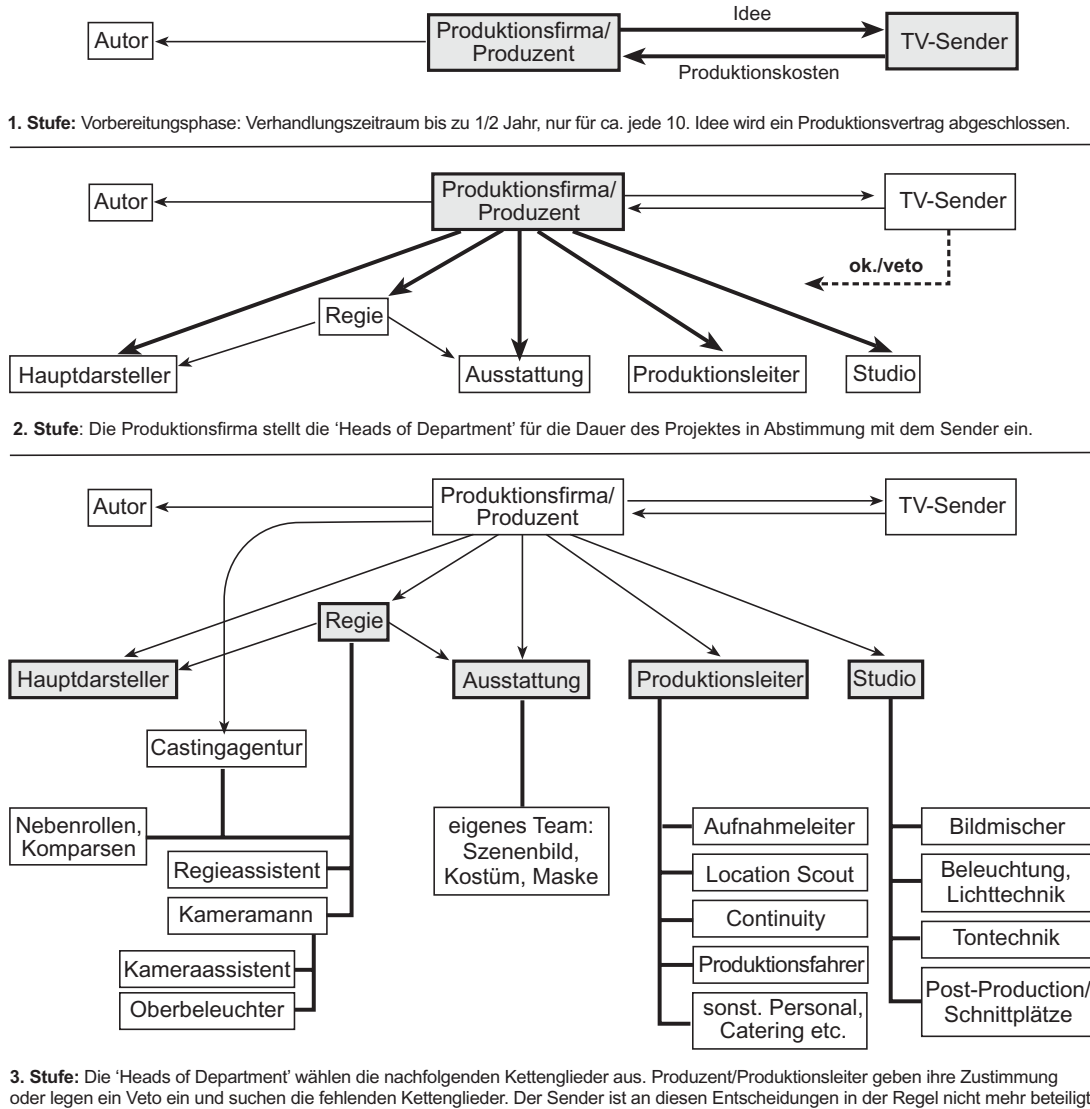 Idee
Autor
Produktionsfirma/
Produzent
TV-Sender
Produktionskosten
1. Stufe: Vorbereitungsphase: Verhandlungszeitraum bis zu 1/2 Jahr, nur für ca. jede 10. Idee wird ein Produktionsvertrag abgeschlossen.
Autor
Produktionsfirma/
Produzent
TV-Sender
ok./veto
Regie
Hauptdarsteller
Ausstattung
Produktionsleiter
Studio
2. Stufe: Die Produktionsfirma stellt die ‘Heads of Department’ für die Dauer des Projektes in Abstimmung mit dem Sender ein.
Autor
Produktionsfirma/
Produzent
TV-Sender
Regie
Hauptdarsteller
Ausstattung
Produktionsleiter
Studio
Castingagentur
Nebenrollen,
Komparsen
Regieassistent
Kameramann
Kameraassistent
Oberbeleuchter
eigenes Team:
Szenenbild,
Kostüm, Maske
Aufnahmeleiter
Location Scout
Continuity
Produktionsfahrer
sonst. Personal,
Catering etc.
Bildmischer
Beleuchtung,
Lichttechnik
Tontechnik
Post-Production/
Schnittplätze
3. Stufe: Die ‘Heads of Department’ wählen die nachfolgenden Kettenglieder aus. Produzent/Produktionsleiter geben ihre Zustimmung
oder legen ein Veto ein und suchen die fehlenden Kettenglieder. Der Sender ist an diesen Entscheidungen in der Regel nicht mehr beteilig